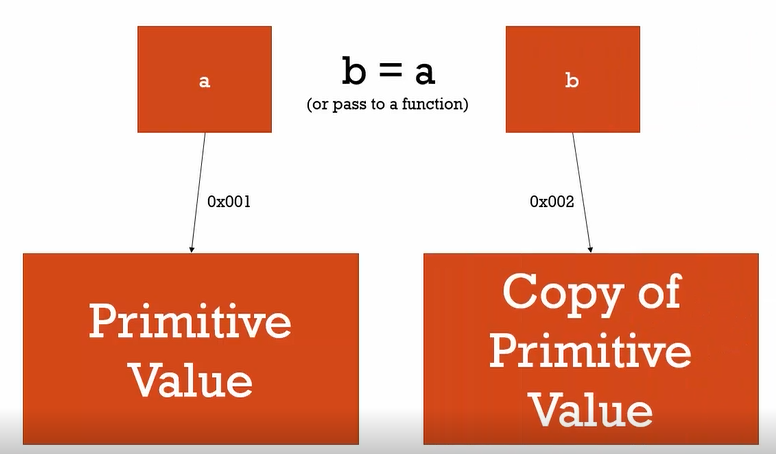 a
b = a
(or pass to a function)
b
0x001
0x002
Primitive
Value
Copy of
Primitive
Value